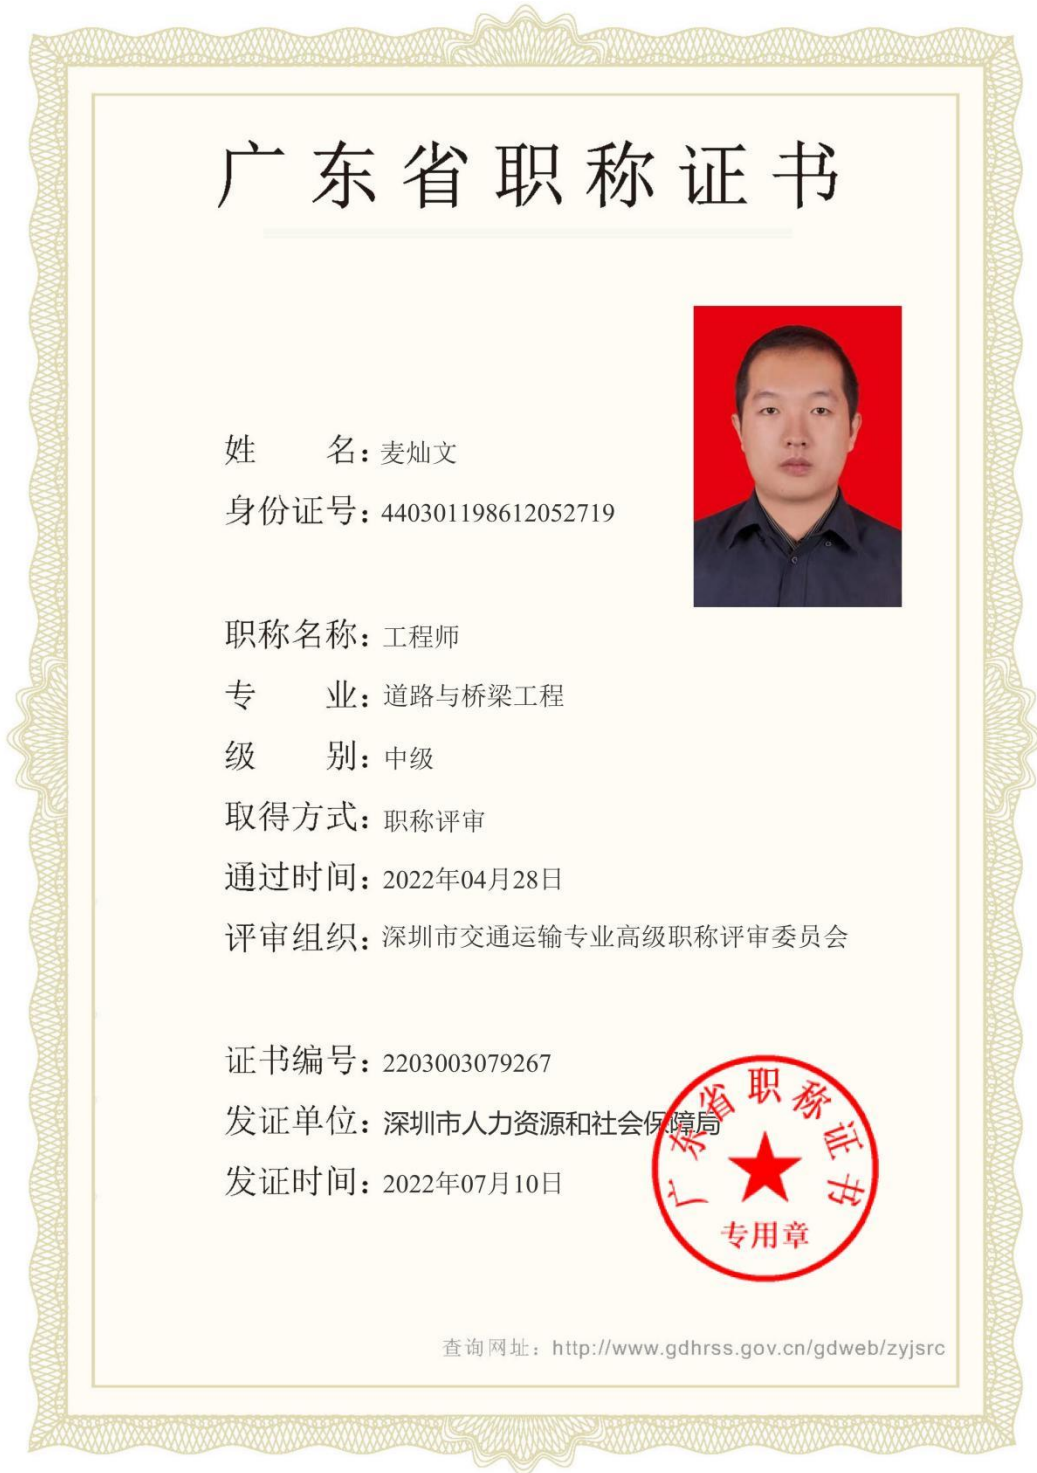 广东省职称证书
姓 名：麦灿文
身份证号：440301198612052719
职称名称：工程师
专 业：道路与桥梁工程
级 别：中级
取得方式：职称评审
通过时间：2022年04月28日
评审组织：深圳市交通运输专业高级职称评审委员会
证书编号：2203003079267
发证单位：深圳市人力资源和社会保障局
发证时间：2022年07月10日
广东省职称证书
专用章
查询网址：http://www.gdhrss.gov.cn/gdweb/zyjsrc